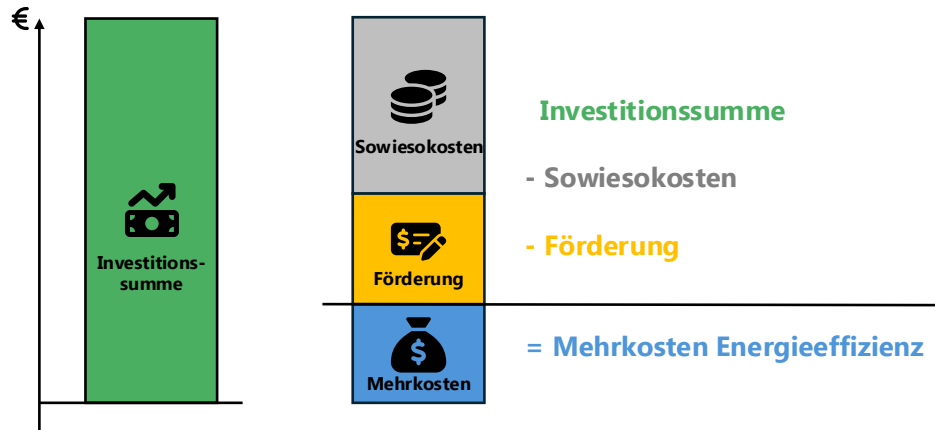 €
Investitions-
summe
Sowiesokosten
Förderung
Mehrkosten
Investitionssumme
- Sowiesokosten
- Förderung
= Mehrkosten Energieeffizienz